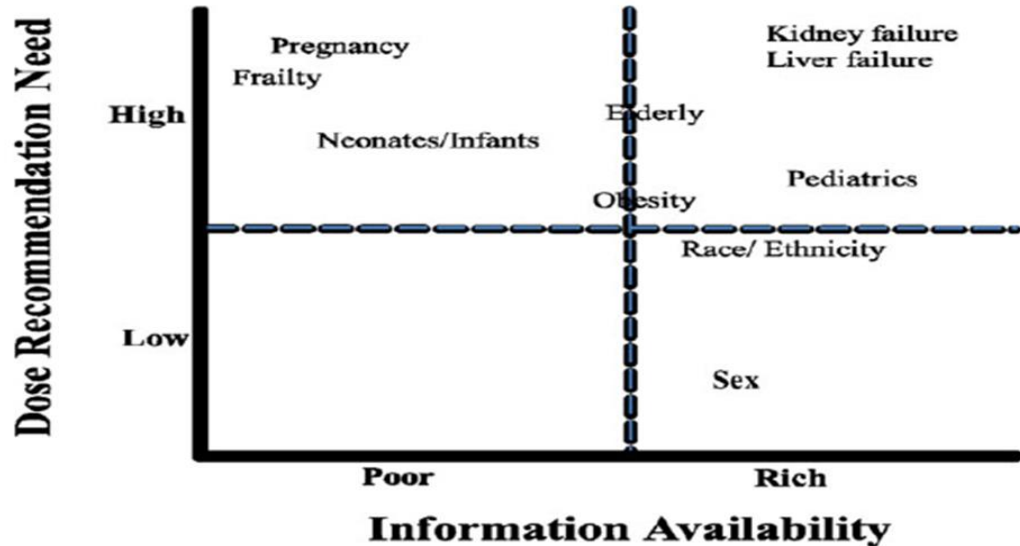 Dose Recommendation Need
High
Low
Pregnancy
Frailty
Neonates/Infants
Kidney failure
Liver failure
Elderly
Pediatrics
Obesity
Race/ Ethnicity
Sex
Poor
Rich
Information Availability